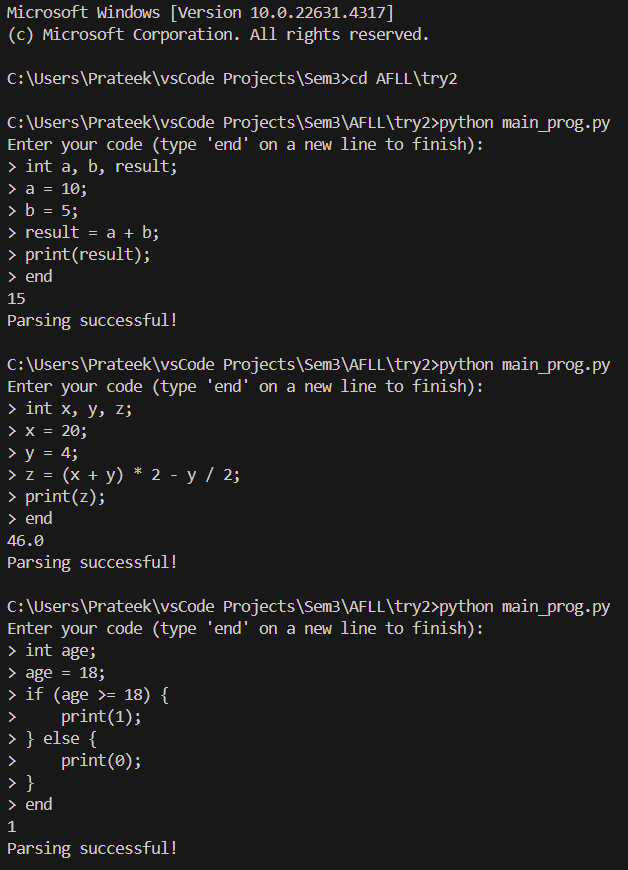 Microsoft Windows [Version 10.0.22631.4317]
(c) Microsoft Corporation. All rights reserved.

C:\Users\Prateek\vsCode Projects\Sem3>cd AFLL\try2

C:\Users\Prateek\vsCode Projects\Sem3\AFLL\try2>python main_prog.py
Enter your code (type 'end' on a new line to finish):
> int a, b, result;
> a = 10;
> b = 5;
> result = a + b;
> print(result);
> end
15
Parsing successful!

C:\Users\Prateek\vsCode Projects\Sem3\AFLL\try2>python main_prog.py
Enter your code (type 'end' on a new line to finish):
> int x, y, z;
> x = 20;
> y = 4;
> z = (x + y) * 2 - y / 2;
> print(z);
> end
46.0
Parsing successful!

C:\Users\Prateek\vsCode Projects\Sem3\AFLL\try2>python main_prog.py
Enter your code (type 'end' on a new line to finish):
> int age;
> age = 18;
> if (age >= 18) {
>     print(1);
> } else {
>     print(0);
> }
> end
1
Parsing successful!